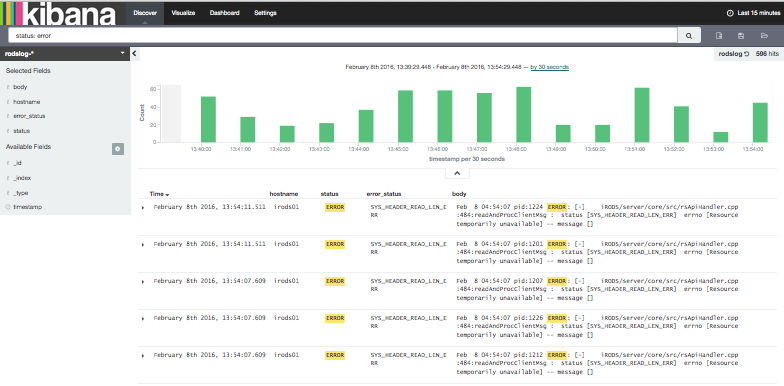 kibana
Discover Visualize Dashboard Settings Last 15 minutes
status: error
rodslog-* rodslog 596 hits
Selected Fields
t body
t hostname
t error_status
t status
Available Fields
t _id
t _index
t _type
timestamp
February 8th 2016, 13:39:29.448 - February 8th 2016, 13:54:29.448 — by 30 seconds
Count
60
40
20
0
13:40:00 13:41:00 13:42:00 13:43:00 13:44:00 13:45:00 13:46:00 13:47:00 13:48:00 13:49:00 13:50:00 13:51:00 13:52:00 13:53:00 13:54:00
timestamp per 30 seconds
Time hostname status error_status body
February 8th 2016, 13:54:11.511 irods01 ERROR SYS_HEADER_READ_LEN_E Feb 8 04:54:07 pid:1224 ERROR: [-] iRODS/server/core/src/rsApiHandler.cpp
RR :484:readAndProcClientMsg : status [SYS_HEADER_READ_LEN_ERR] errno [Resource
temporarily unavailable] -- message []
February 8th 2016, 13:54:11.511 irods01 ERROR SYS_HEADER_READ_LEN_E Feb 8 04:54:07 pid:1201 ERROR: [-] iRODS/server/core/src/rsApiHandler.cpp
RR :484:readAndProcClientMsg : status [SYS_HEADER_READ_LEN_ERR] errno [Resource
temporarily unavailable] -- message []
February 8th 2016, 13:54:07.609 irods01 ERROR SYS_HEADER_READ_LEN_E Feb 8 04:54:07 pid:1207 ERROR: [-] iRODS/server/core/src/rsApiHandler.cpp
RR :484:readAndProcClientMsg : status [SYS_HEADER_READ_LEN_ERR] errno [Resource
temporarily unavailable] -- message []
February 8th 2016, 13:54:07.609 irods01 ERROR SYS_HEADER_READ_LEN_E Feb 8 04:54:07 pid:1226 ERROR: [-] iRODS/server/core/src/rsApiHandler.cpp
RR :484:readAndProcClientMsg : status [SYS_HEADER_READ_LEN_ERR] errno [Resource
temporarily unavailable] -- message []
February 8th 2016, 13:54:07.609 irods01 ERROR SYS_HEADER_READ_LEN_E Feb 8 04:54:07 pid:1212 ERROR: [-] iRODS/server/core/src/rsApiHandler.cpp
RR :484:readAndProcClientMsg : status [SYS_HEADER_READ_LEN_ERR] errno [Resource
temporarily unavailable] -- message []